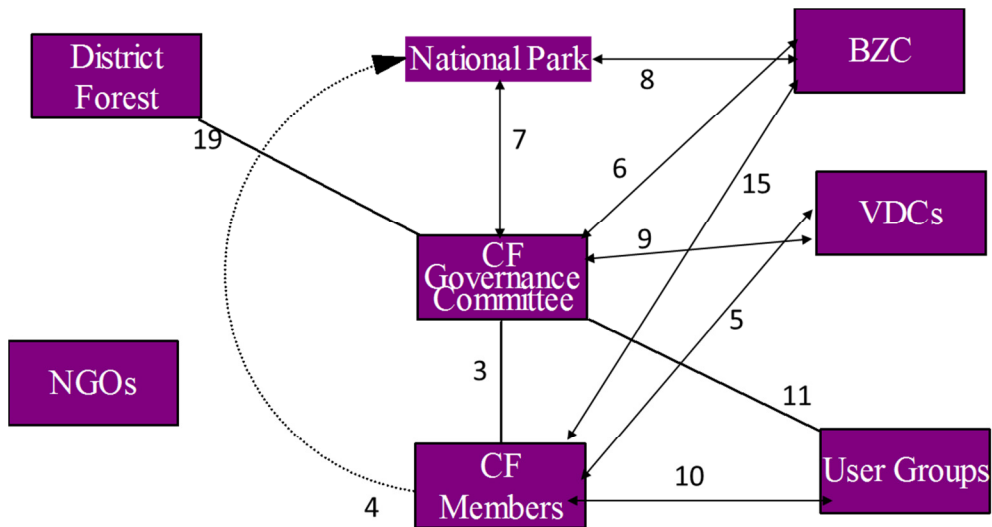 District
Forest
National Park
BZC
8
19
7
6
15
VDCs
9
CF
Governance
Committee
5
NGOs
3
11
CF
Members
User Groups
10
4